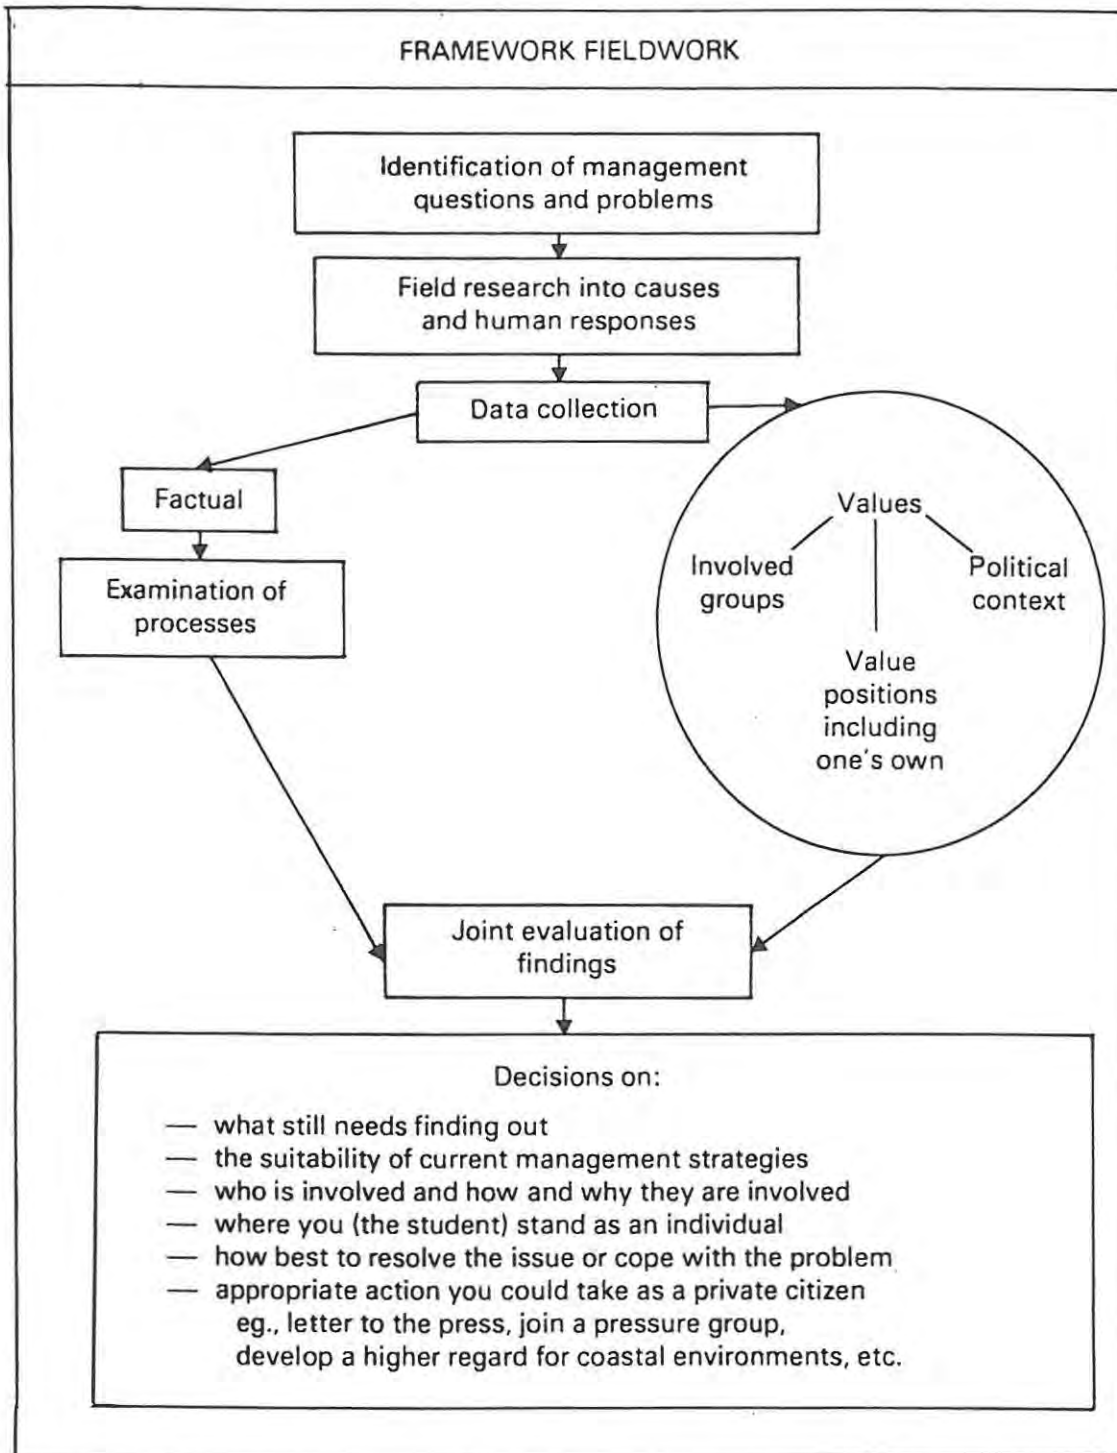 FRAMEWORK FIELDWORK
Identification of management
questions and problems
Field research into causes
and human responses
Data collection
Factual
Examination of
processes
Values
Involved
groups
Political
context
Value
positions
including
one's own
Joint evaluation of
findings
Decisions on:
— what still needs finding out
— the suitability of current management strategies
— who is involved and how and why they are involved
— where you (the student) stand as an individual
— how best to resolve the issue or cope with the problem
— appropriate action you could take as a private citizen
eg., letter to the press, join a pressure group,
develop a higher regard for coastal environments, etc.